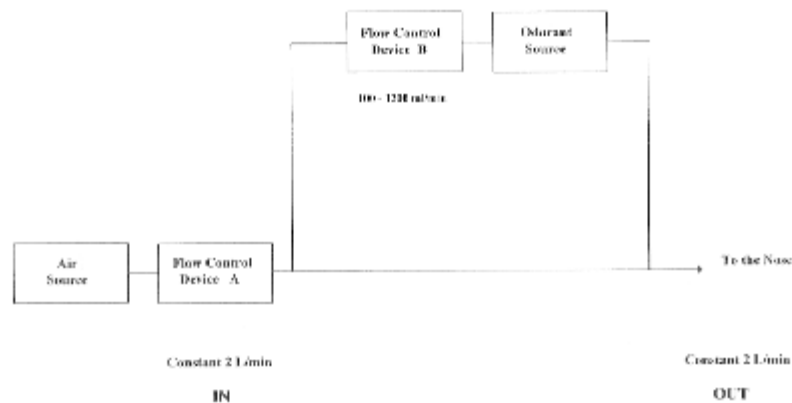 Flow Control
Device B
Odorant
Source
100 - 1200 ml/min
Air
Source
Flow Control
Device A
To the Nose
Constant 2 L/min
Constant 2 L/min
IN
OUT